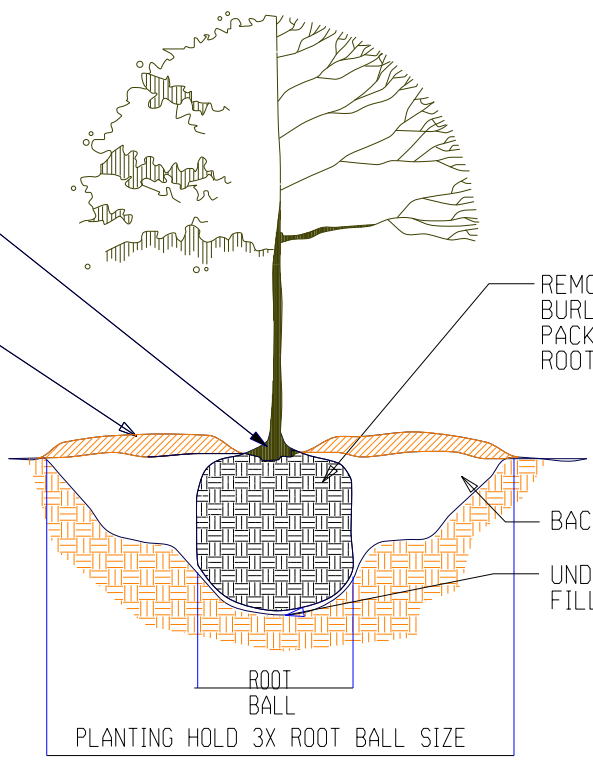 REMO
BURL
PACK
ROOT
BAC
UND
FILL
ROOT
BALL
PLANTING HOLD 3X ROOT BALL SIZE